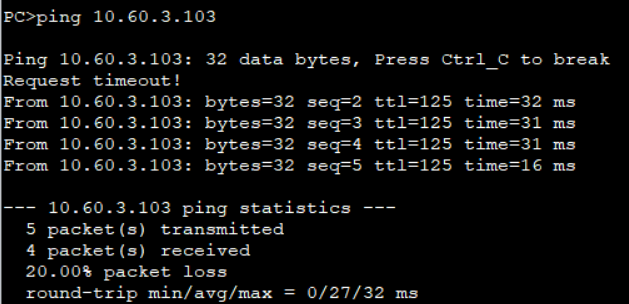 PC>ping 10.60.3.103
Ping 10.60.3.103: 32 data bytes, Press Ctrl_C to break
Request timeout!
From 10.60.3.103: bytes=32 seq=2 ttl=125 time=32 ms
From 10.60.3.103: bytes=32 seq=3 ttl=125 time=31 ms
From 10.60.3.103: bytes=32 seq=4 ttl=125 time=31 ms
From 10.60.3.103: bytes=32 seq=5 ttl=125 time=16 ms
--- 10.60.3.103 ping statistics ---
5 packet(s) transmitted
4 packet(s) received
20.00% packet loss
round-trip min/avg/max = 0/27/32 ms